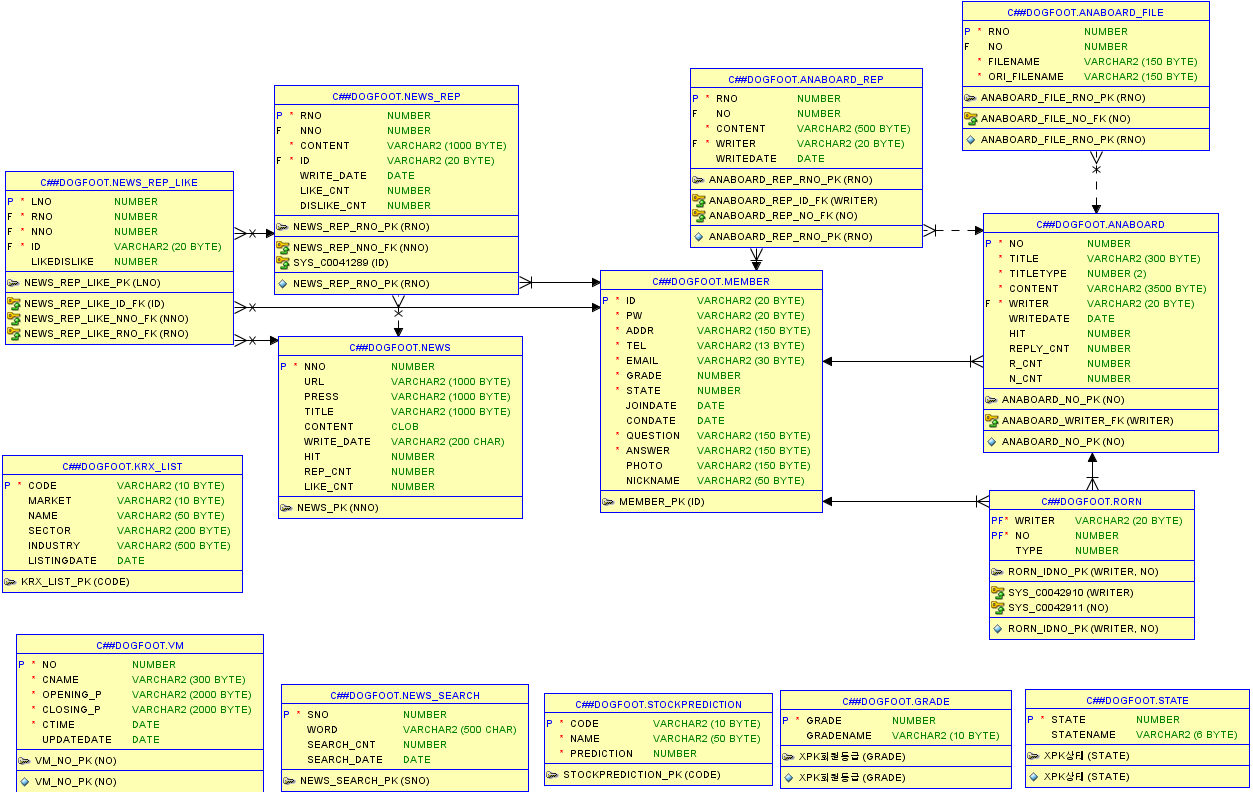 C##DOGFOOT.ANABOARD_FILE
P * RNO NUMBER
F NO NUMBER
* FILENAME VARCHAR2 (150 BYTE)
* ORI_FILENAME VARCHAR2 (150 BYTE)
ANABOARD_FILE_RNO_PK (RNO)
ANABOARD_FILE_NO_FK (NO)
ANABOARD_FILE_RNO_PK (RNO)
C##DOGFOOT.ANABOARD_REP
P * RNO NUMBER
F NO NUMBER
* CONTENT VARCHAR2 (500 BYTE)
F * WRITER VARCHAR2 (20 BYTE)
WRITEDATE DATE
ANABOARD_REP_RNO_PK (RNO)
ANABOARD_REP_ID_FK (WRITER)
ANABOARD_REP_NO_FK (NO)
ANABOARD_REP_RNO_PK (RNO)
C##DOGFOOT.NEWS_REP
P * RNO NUMBER
F NNO NUMBER
* CONTENT VARCHAR2 (1000 BYTE)
F * ID VARCHAR2 (20 BYTE)
WRITE_DATE DATE
LIKE_CNT NUMBER
DISLIKE_CNT NUMBER
NEWS_REP_RNO_PK (RNO)
NEWS_REP_NNO_FK (NNO)
SYS_C0041289 (ID)
NEWS_REP_RNO_PK (RNO)
C##DOGFOOT.NEWS_REP_LIKE
P * LNO NUMBER
F * RNO NUMBER
F * NNO NUMBER
F * ID VARCHAR2 (20 BYTE)
LIKEDISLIKE NUMBER
NEWS_REP_LIKE_PK (LNO)
NEWS_REP_LIKE_ID_FK (ID)
NEWS_REP_LIKE_NNO_FK (NNO)
NEWS_REP_LIKE_RNO_FK (RNO)
C##DOGFOOT.ANABOARD
P * NO NUMBER
* TITLE VARCHAR2 (300 BYTE)
* TITLETYPE NUMBER (2)
* CONTENT VARCHAR2 (3500 BYTE)
F * WRITER VARCHAR2 (20 BYTE)
WRITEDATE DATE
HIT NUMBER
REPLY_CNT NUMBER
R_CNT NUMBER
N_CNT NUMBER
ANABOARD_NO_PK (NO)
ANABOARD_WRITER_FK (WRITER)
ANABOARD_NO_PK (NO)
C##DOGFOOT.MEMBER
P * ID VARCHAR2 (20 BYTE)
* PW VARCHAR2 (20 BYTE)
* ADDR VARCHAR2 (150 BYTE)
* TEL VARCHAR2 (13 BYTE)
* EMAIL VARCHAR2 (30 BYTE)
* GRADE NUMBER
* STATE NUMBER
JOINDATE DATE
CONDATE DATE
* QUESTION VARCHAR2 (150 BYTE)
* ANSWER VARCHAR2 (150 BYTE)
PHOTO VARCHAR2 (150 BYTE)
NICKNAME VARCHAR2 (50 BYTE)
MEMBER_PK (ID)
C##DOGFOOT.NEWS
P * NNO NUMBER
URL VARCHAR2 (1000 BYTE)
PRESS VARCHAR2 (1000 BYTE)
TITLE VARCHAR2 (1000 BYTE)
CONTENT CLOB
WRITE_DATE VARCHAR2 (200 CHAR)
HIT NUMBER
REP_CNT NUMBER
LIKE_CNT NUMBER
NEWS_PK (NNO)
C##DOGFOOT.KRX_LIST
P * CODE VARCHAR2 (10 BYTE)
MARKET VARCHAR2 (10 BYTE)
NAME VARCHAR2 (50 BYTE)
SECTOR VARCHAR2 (200 BYTE)
INDUSTRY VARCHAR2 (500 BYTE)
LISTINGDATE DATE
KRX_LIST_PK (CODE)
C##DOGFOOT.RORN
PF* WRITER VARCHAR2 (20 BYTE)
PF* NO NUMBER
TYPE NUMBER
RORN_IDNO_PK (WRITER, NO)
SYS_C0042910 (WRITER)
SYS_C0042911 (NO)
RORN_IDNO_PK (WRITER, NO)
C##DOGFOOT.VM
P * NO NUMBER
* CNAME VARCHAR2 (300 BYTE)
* OPENING_P VARCHAR2 (2000 BYTE)
* CLOSING_P VARCHAR2 (2000 BYTE)
* CTIME DATE
UPDATEDATE DATE
VM_NO_PK (NO)
VM_NO_PK (NO)
C##DOGFOOT.NEWS_SEARCH
P * SNO NUMBER
WORD VARCHAR2 (500 CHAR)
SEARCH_CNT NUMBER
SEARCH_DATE DATE
NEWS_SEARCH_PK (SNO)
C##DOGFOOT.STOCKPREDICTION
P * CODE VARCHAR2 (10 BYTE)
* NAME VARCHAR2 (50 BYTE)
* PREDICTION NUMBER
STOCKPREDICTION_PK (CODE)
C##DOGFOOT.GRADE
P * GRADE NUMBER
GRADENAME VARCHAR2 (10 BYTE)
XPK회원등급 (GRADE)
XPK회원등급 (GRADE)
C##DOGFOOT.STATE
P * STATE NUMBER
STATENAME VARCHAR2 (6 BYTE)
XPK상태 (STATE)
XPK상태 (STATE)